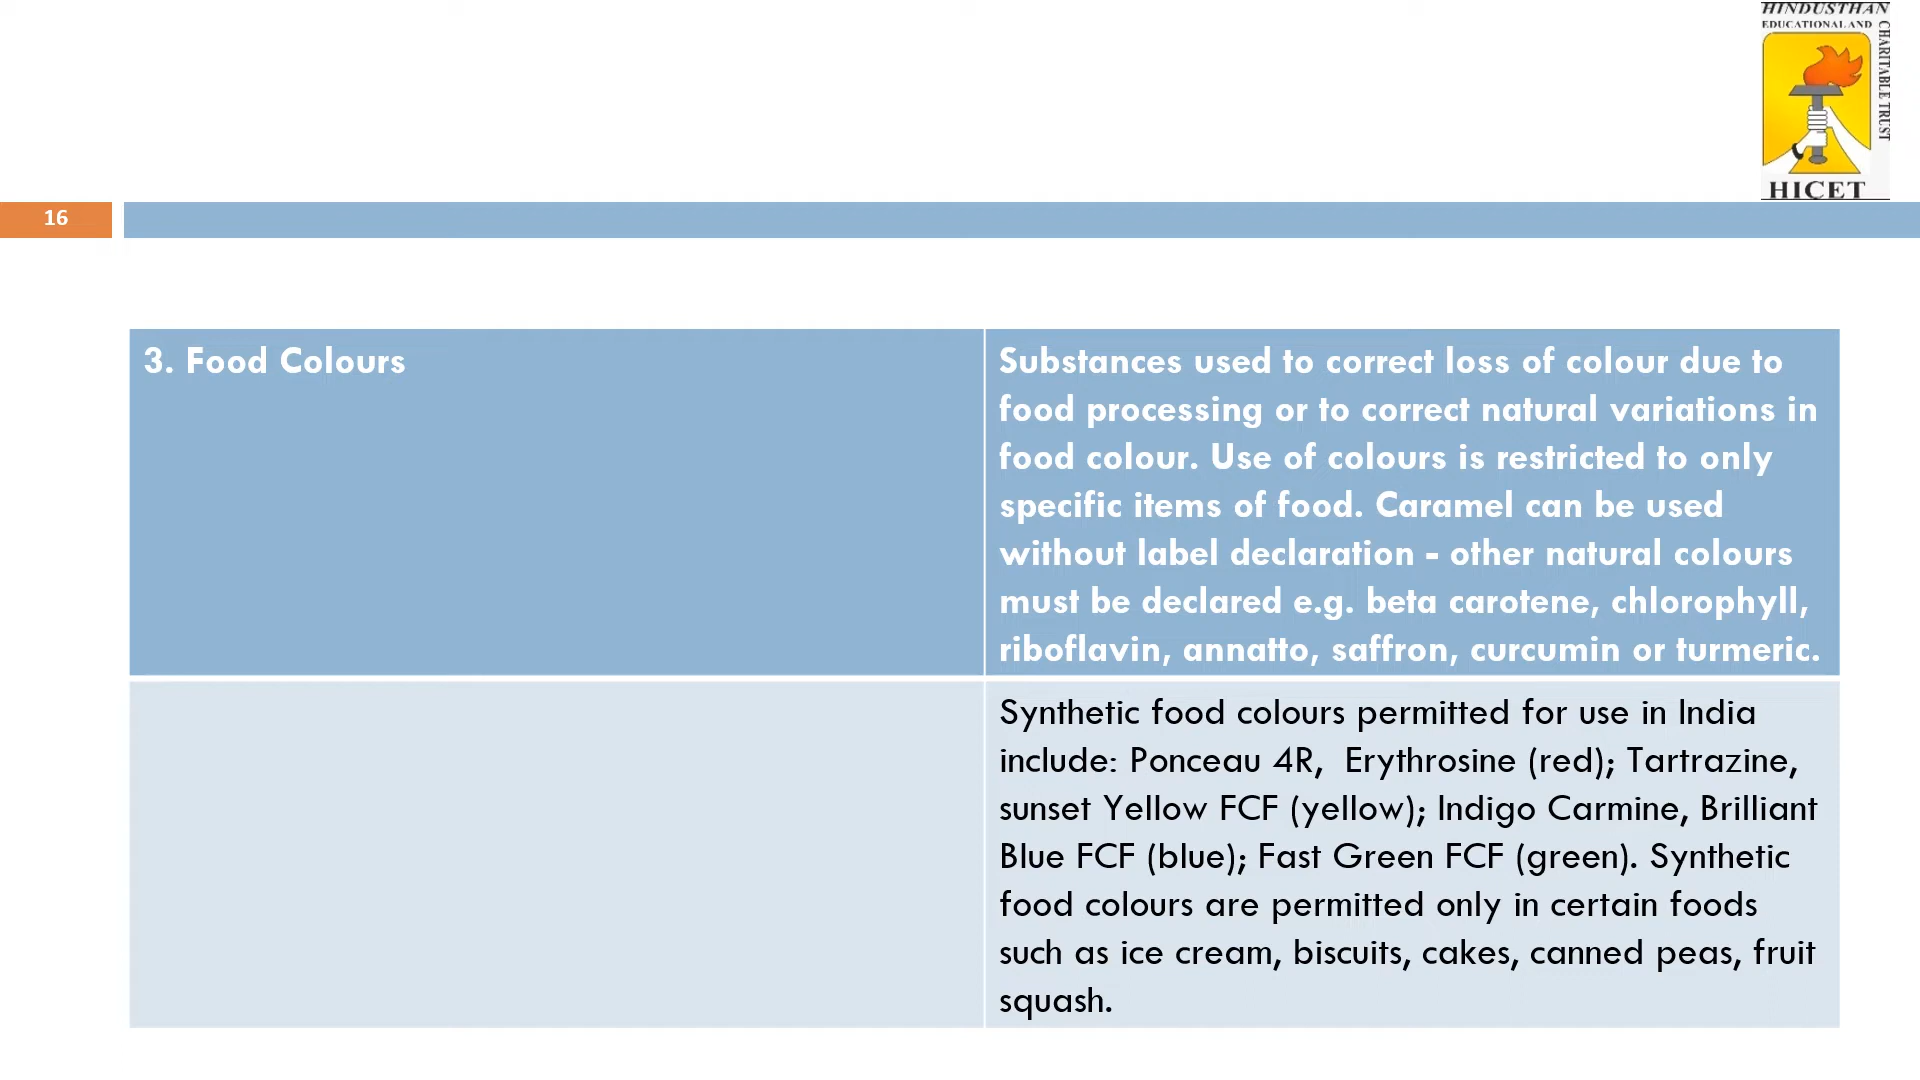 HINDUSTHAN
EDUCATIONAL AND
CHARITABLE TRUST
HICET
16
3. Food Colours
Substances used to correct loss of colour due to
food processing or to correct natural variations in
food colour. Use of colours is restricted to only
specific items of food. Caramel can be used
without label declaration - other natural colours
must be declared e.g. beta carotene, chlorophyll,
riboflavin, annatto, saffron, curcumin or turmeric.
Synthetic food colours permitted for use in India
include: Ponceau 4R, Erythrosine (red); Tartrazine,
sunset Yellow FCF (yellow); Indigo Carmine, Brilliant
Blue FCF (blue); Fast Green FCF (green). Synthetic
food colours are permitted only in certain foods
such as ice cream, biscuits, cakes, canned peas, fruit
squash.